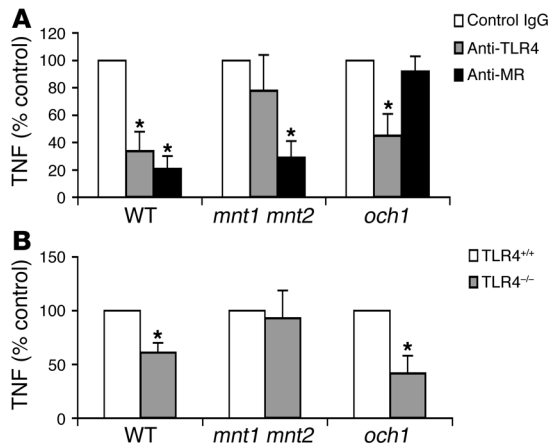 A
Control IgG
Anti-TLR4
Anti-MR
TNF (% control)
120
100
80
60
40
20
0
* * * *
WT mnt1 mnt2 och1
B
TLR4+/+
TLR4–/–
TNF (% control)
150
100
50
0
* *
WT mnt1 mnt2 och1